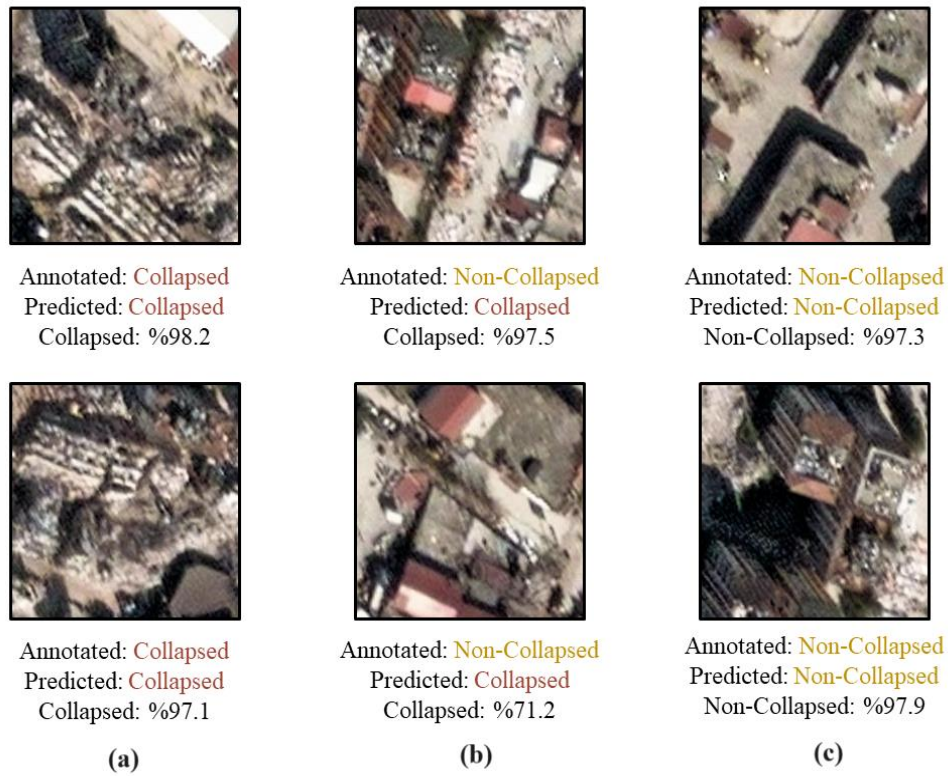 Annotated: Collapsed
Predicted: Collapsed
Collapsed: %98.2
Annotated: Non-Collapsed
Predicted: Collapsed
Collapsed: %97.5
Annotated: Non-Collapsed
Predicted: Non-Collapsed
Non-Collapsed: %97.3
Annotated: Collapsed
Predicted: Collapsed
Collapsed: %97.1
Annotated: Non-Collapsed
Predicted: Collapsed
Collapsed: %71.2
Annotated: Non-Collapsed
Predicted: Non-Collapsed
Non-Collapsed: %97.9
(a)
(b)
(c)